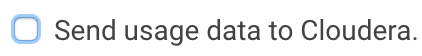 Send usage data to Cloudera.